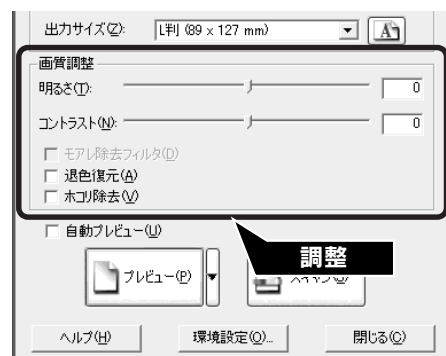 出力サイズ(Z): L判 (89 x 127 mm) A
画質調整
明るさ(T): 0
コントラスト(N): 0
モアレ除去フィルタ(D)
退色復元(A)
ホコリ除去(V)
自動プレビュー(U)
調整
プレビュー(P)
ヘルプ(H) 環境設定(O)... 閉じる(C)